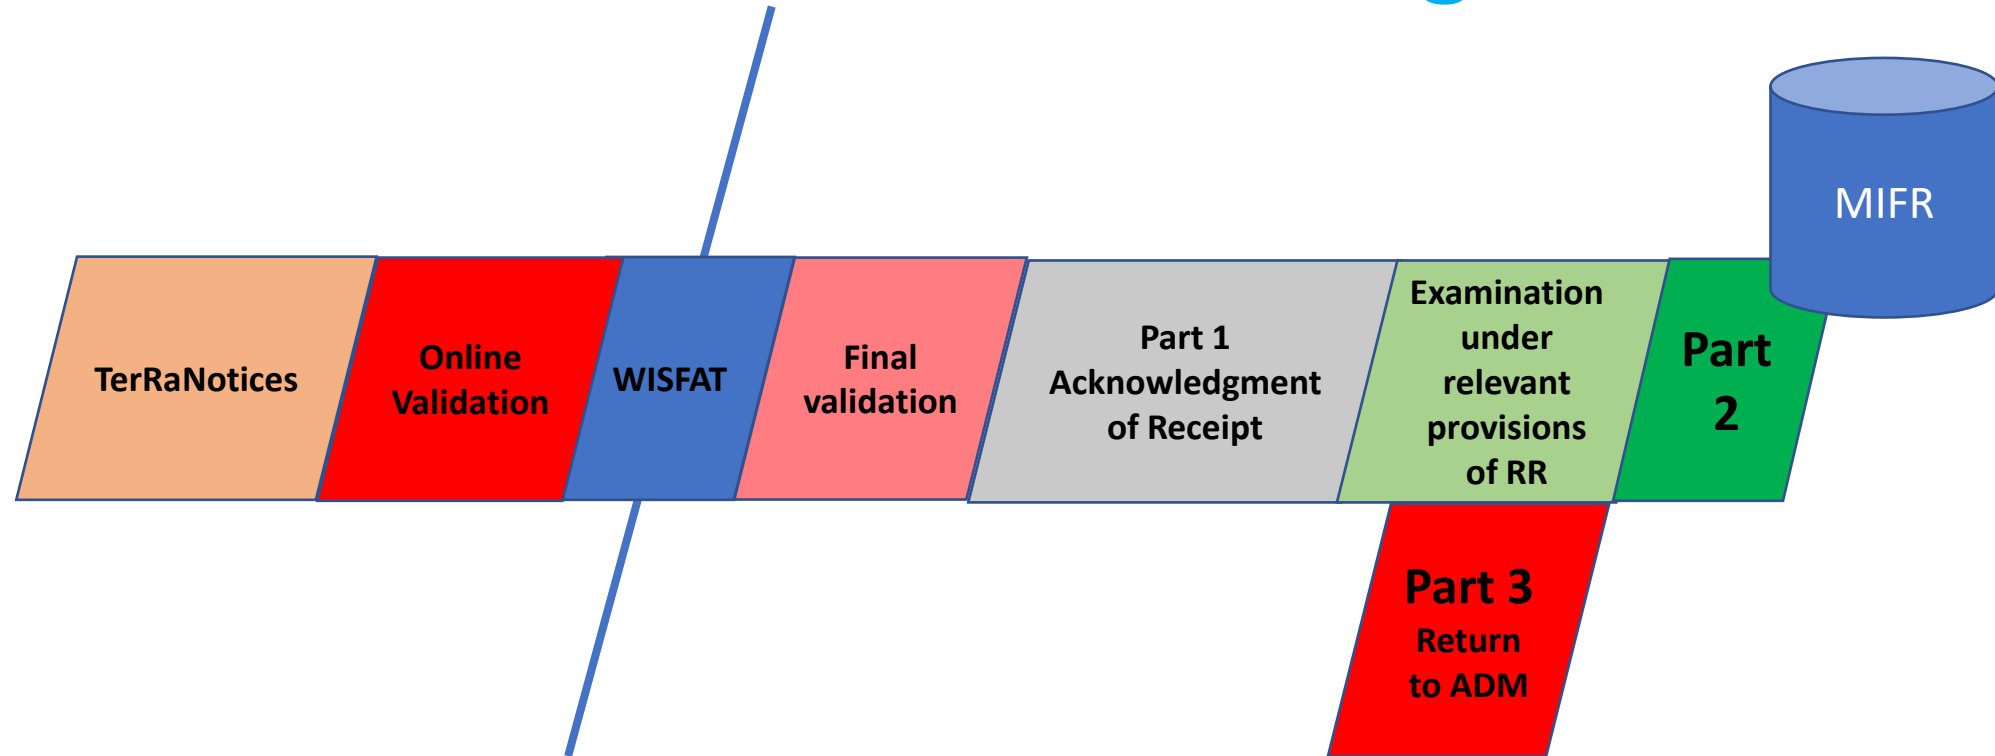 MIFR
TerRaNotices
Online
Validation
WISFAT
Final
validation
Part 1
Acknowledgment
of Receipt
Examination
under
relevant
provisions
of RR
Part
2
Part 3
Return
to ADM